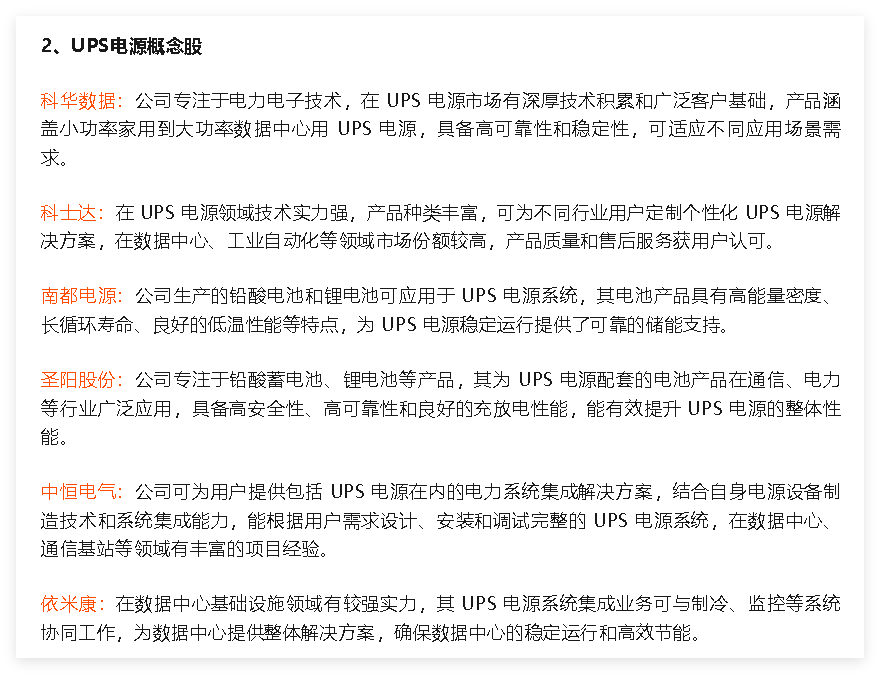 2、UPS电源概念股
科华数据：公司专注于电力电子技术，在 UPS 电源市场有深厚技术积累和广泛客户基础，产品涵
盖小功率家用到大功率数据中心用 UPS 电源，具备高可靠性和稳定性，可适应不同应用场景需
求。
科士达：在 UPS 电源领域技术实力强，产品种类丰富，可为不同行业用户定制个性化 UPS 电源解
决方案，在数据中心、工业自动化等领域市场份额较高，产品质量和售后服务获用户认可。
南都电源：公司生产的铅酸电池和锂电池可应用于 UPS 电源系统，其电池产品具有高能量密度、
长循环寿命、良好的低温性能等特点，为 UPS 电源稳定运行提供了可靠的储能支持。
圣阳股份：公司专注于铅酸蓄电池、锂电池等产品，其为 UPS 电源配套的电池产品在通信、电力
等行业广泛应用，具备高安全性、高可靠性和良好的充放电性能，能有效提升 UPS 电源的整体性
能。
中恒电气：公司可为用户提供包括 UPS 电源在内的电力系统集成解决方案，结合自身电源设备制
造技术和系统集成能力，能根据用户需求设计、安装和调试完整的 UPS 电源系统，在数据中心、
通信基站等领域有丰富的项目经验。
依米康：在数据中心基础设施领域有较强实力，其 UPS 电源系统集成业务可与制冷、监控等系统
协同工作，为数据中心提供整体解决方案，确保数据中心的稳定运行和高效节能。